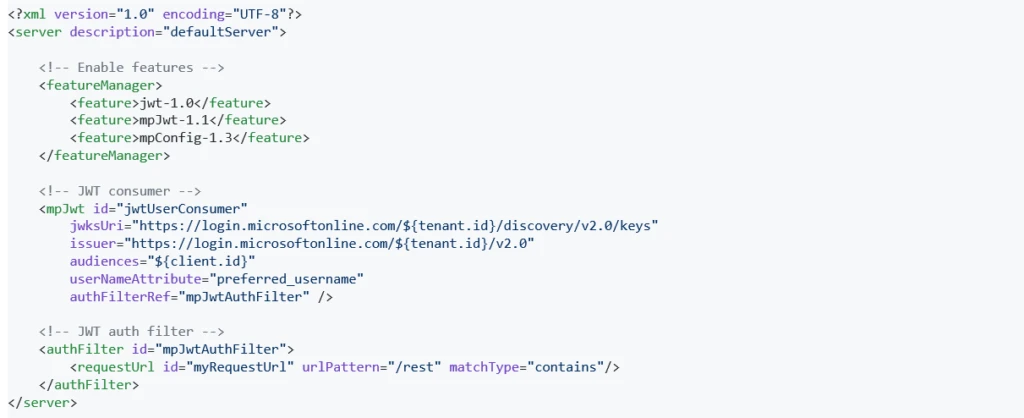 <?xml version="1.0" encoding="UTF-8"?>
<server description="defaultServer">
<!-- Enable features -->
<featureManager>
<feature>jwt-1.0</feature>
<feature>mpJwt-1.1</feature>
<feature>mpConfig-1.3</feature>
</featureManager>
<!-- JWT consumer -->
<mpJwt id="jwtUserConsumer"
jwksUri="https://login.microsoftonline.com/${tenant.id}/discovery/v2.0/keys"
issuer="https://login.microsoftonline.com/${tenant.id}/v2.0"
audiences="${client.id}"
userNameAttribute="preferred_username"
authFilterRef="mpJwtAuthFilter" />
<!-- JWT auth filter -->
<authFilter id="mpJwtAuthFilter">
<requestUrl id="myRequestUrl" urlPattern="/rest" matchType="contains"/>
</authFilter>
</server>